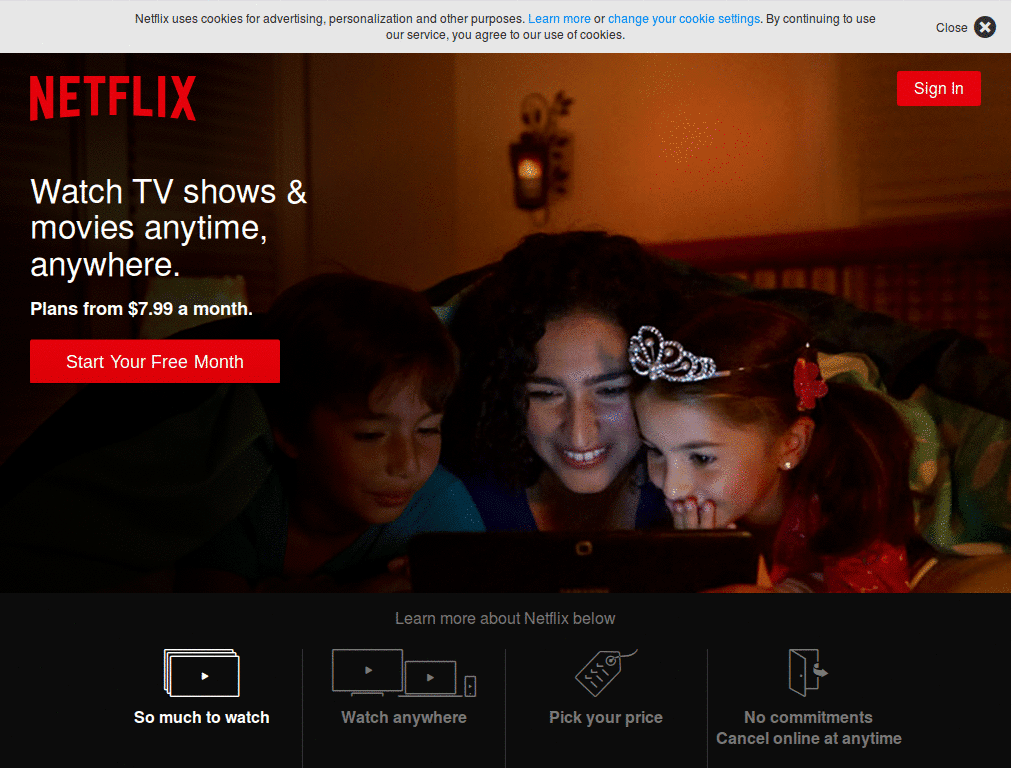 Netflix uses cookies for advertising, personalization and other purposes. Learn more or change your cookie settings. By continuing to use
our service, you agree to our use of cookies.
Close
NETFLIX
Sign In
Watch TV shows &
movies anytime,
anywhere.
Plans from $7.99 a month.
Start Your Free Month
SAMSUNG
Learn more about Netflix below
So much to watch
Watch anywhere
Pick your price
No commitments
Cancel online at anytime